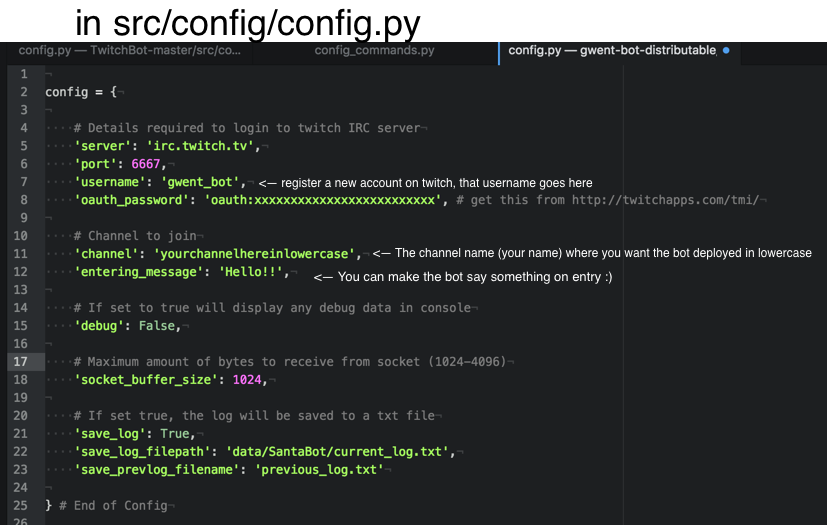 in src/config/config.py
config.py — TwitchBot-master/src/co... config_commands.py config.py — gwent-bot-distributable
1
2 config = {
3
4 # Details required to login to twitch IRC server
5 'server': 'irc.twitch.tv',
6 'port': 6667,
7 'username': 'gwent_bot', <— register a new account on twitch, that username goes here
8 'oauth_password': 'oauth:xxxxxxxxxxxxxxxxxxxxxxxxx', # get this from http://twitchapps.com/tmi/
9
10 # Channel to join
11 'channel': 'yourchannelhereinlowercase', <— The channel name (your name) where you want the bot deployed in lowercase
12 'entering_message': 'Hello!!', <— You can make the bot say something on entry :)
13
14 # If set to true will display any debug data in console
15 'debug': False,
16
17 # Maximum amount of bytes to receive from socket (1024-4096)
18 'socket_buffer_size': 1024,
19
20 # If set true, the log will be saved to a txt file
21 'save_log': True,
22 'save_log_filepath': 'data/SantaBot/current_log.txt',
23 'save_prevlog_filename': 'previous_log.txt'
24
25 } # End of Config
26